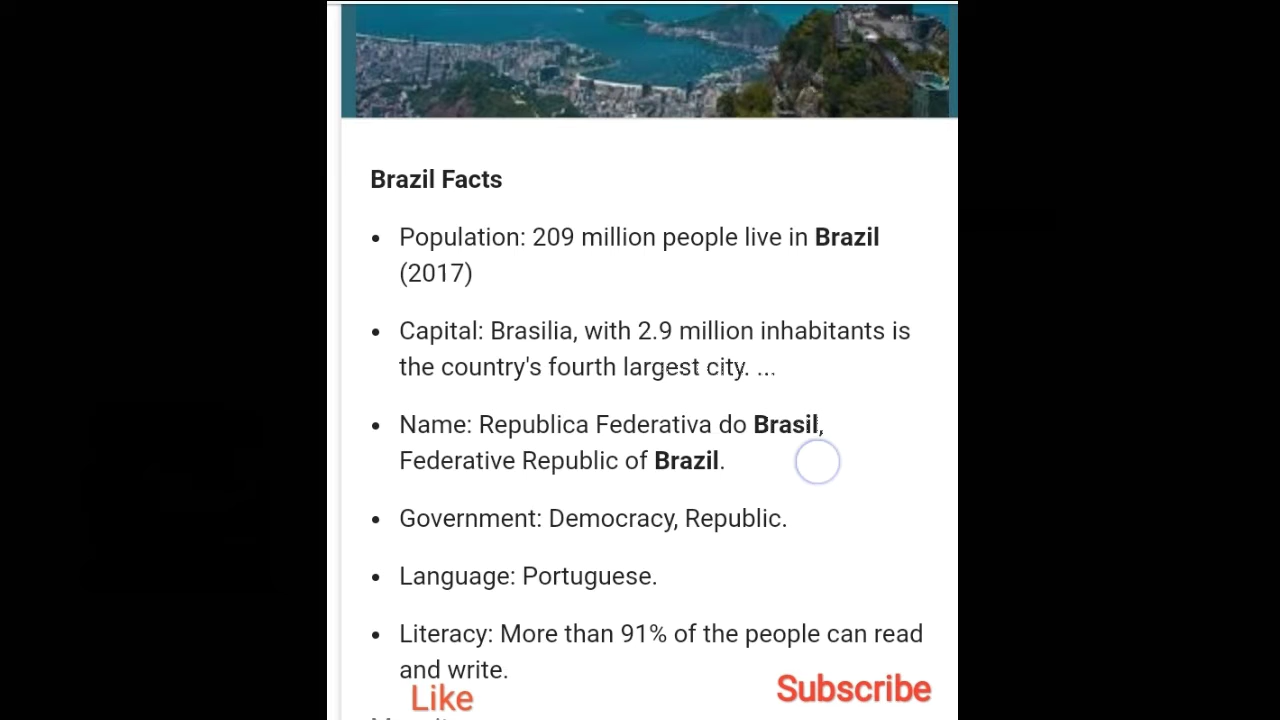 Brazil Facts
• Population: 209 million people live in Brazil
(2017)
• Capital: Brasilia, with 2.9 million inhabitants is
the country's fourth largest city. ...
• Name: Republica Federativa do Brasil,
Federative Republic of Brazil.
• Government: Democracy, Republic.
• Language: Portuguese.
• Literacy: More than 91% of the people can read
and write.
Like
Subscribe